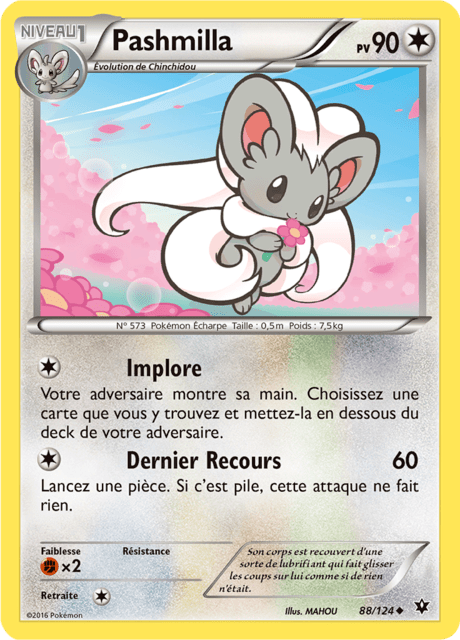 NIVEAU 1
Pashmilla
PV 90
Évolution de Chinchidou
N° 573 Pokémon Écharpe Taille : 0,5m Poids : 7,5kg
Implore
Votre adversaire montre sa main. Choisissez une
carte que vous y trouvez et mettez-la en dessous du
deck de votre adversaire.
Dernier Recours 60
Lancez une pièce. Si c'est pile, cette attaque ne fait
rien.
Faiblesse Résistance
×2
Retraite
Son corps est recouvert d'une
sorte de lubrifiant qui fait glisser
les coups sur lui comme si de rien
n'était.
©2016 Pokémon
Illus. MAHOU
88/124